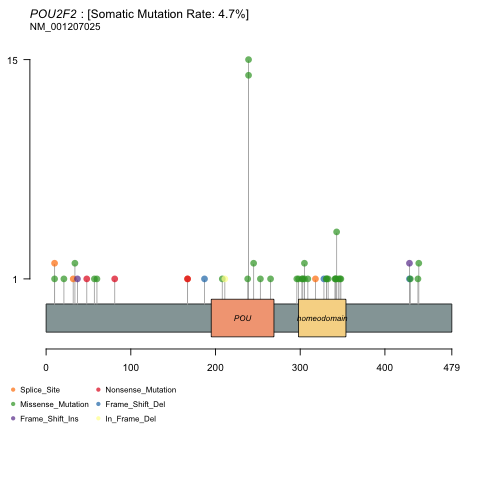 POU2F2 : [Somatic Mutation Rate: 4.7%]
NM_001207025
15
1
POU
homeodomain
0 100 200 300 400 479
Splice_Site Nonsense_Mutation
Missense_Mutation Frame_Shift_Del
Frame_Shift_Ins In_Frame_Del